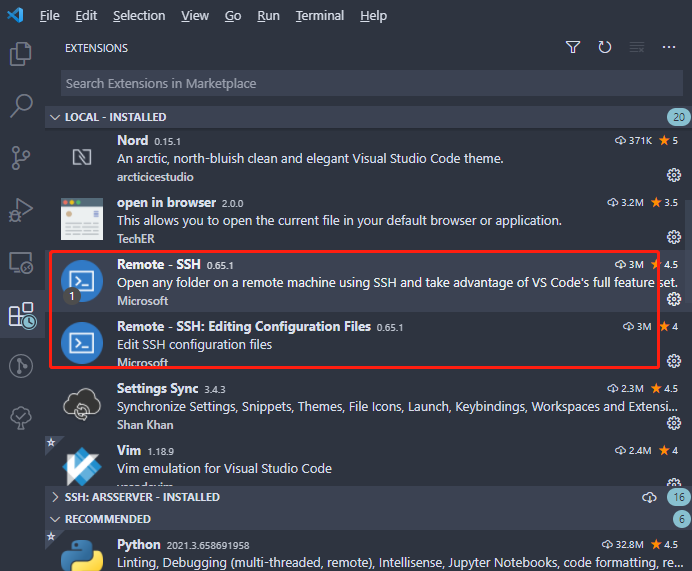 File Edit Selection View Go Run Terminal Help
EXTENSIONS
Search Extensions in Marketplace
LOCAL - INSTALLED 20
Nord 0.15.1 371K 5
An arctic, north-bluish clean and elegant Visual Studio Code theme.
arcticicestudio
open in browser 2.0.0 3.2M 3.5
This allows you to open the current file in your default browser or application.
TechER
Remote - SSH 0.65.1 3M 4.5
Open any folder on a remote machine using SSH and take advantage of VS Code's full feature set.
1 Microsoft
Remote - SSH: Editing Configuration Files 0.65.1 3M 4
Edit SSH configuration files
Microsoft
Settings Sync 3.4.3 2.3M 4.5
Synchronize Settings, Snippets, Themes, File Icons, Launch, Keybindings, Workspaces and Extensi...
Shan Khan
Vim 1.18.9 2.4M 4
Vim emulation for Visual Studio Code
SSH: ARSSERVER - INSTALLED 16
RECOMMENDED 6
Python 2021.3.658691958 32.8M 4.5
Linting, Debugging (multi-threaded, remote), Intellisense, Jupyter Notebooks, code formatting, re...